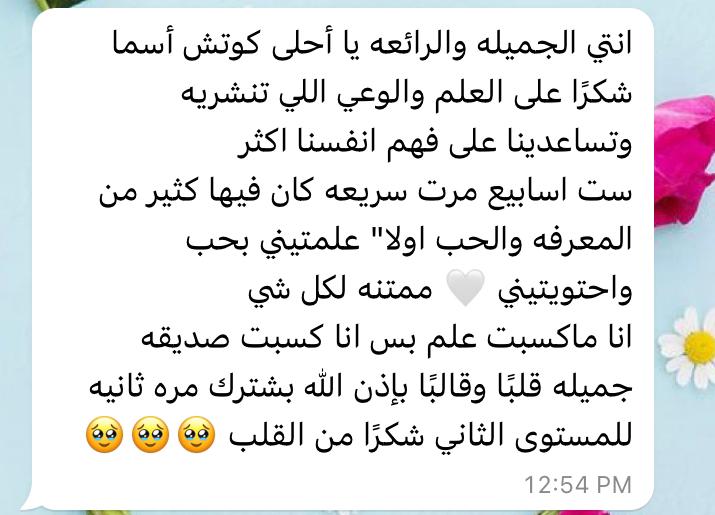 انتي الجميله والرائعه يا أحلى كوتش أسما
شكرًا على العلم والوعي اللي تنشريه
وتساعدينا على فهم انفسنا اكثر
ست اسابيع مرت سريعه كان فيها كثير من
المعرفه والحب اولا" علمتيني بحب
واحتويتيني 🤍 ممتنه لكل شي
انا ماكسبت علم بس انا كسبت صديقه
جميله قلبًا وقالبًا بإذن الله بشترك مره ثانيه
للمستوى الثاني شكرًا من القلب 🥹🥹🥹
12:54 PM